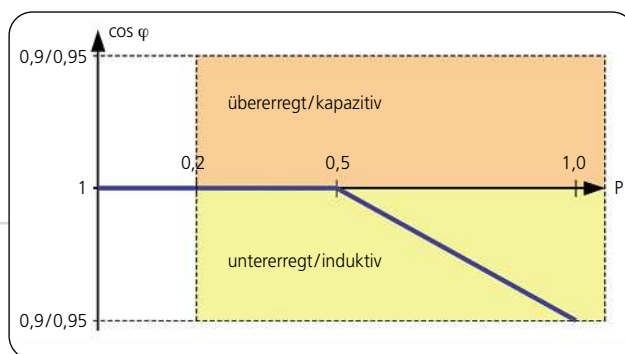 cos φ
0,9/0,95
übererregt/kapazitiv
0,2
0,5
1,0
1
P
untererregt/induktiv
0,9/0,95